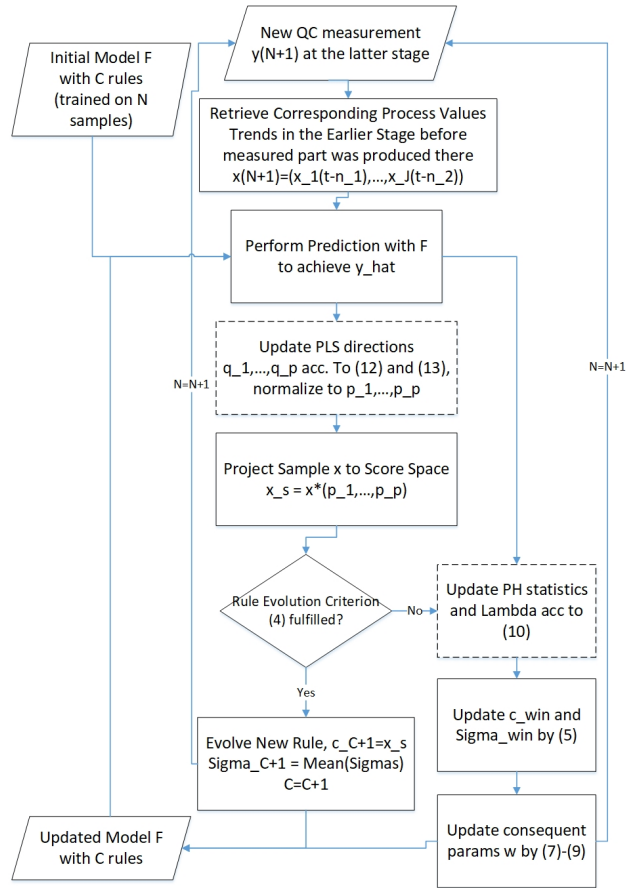 New QC measurement
y(N+1) at the latter stage
Initial Model F
with C rules
(trained on N
samples)
Retrieve Corresponding Process Values
Trends in the Earlier Stage before
measured part was produced there
x(N+1)=(x_1(t-n_1),...,x_J(t-n_2))
Perform Prediction with F
to achieve y_hat
Update PLS directions
q_1,...,q_p acc. To (12) and (13),
normalize to p_1,...,p_p
N=N+1
N=N+1
Project Sample x to Score Space
x_s = x*(p_1,...,p_p)
Rule Evolution Criterion
(4) fulfilled?
No
Update PH statistics
and Lambda acc to
(10)
Yes
Update c_win and
Sigma_win by (5)
Evolve New Rule, c_C+1=x_s
Sigma_C+1 = Mean(Sigmas)
C=C+1
Update consequent
params w by (7)-(9)
Updated Model F
with C rules